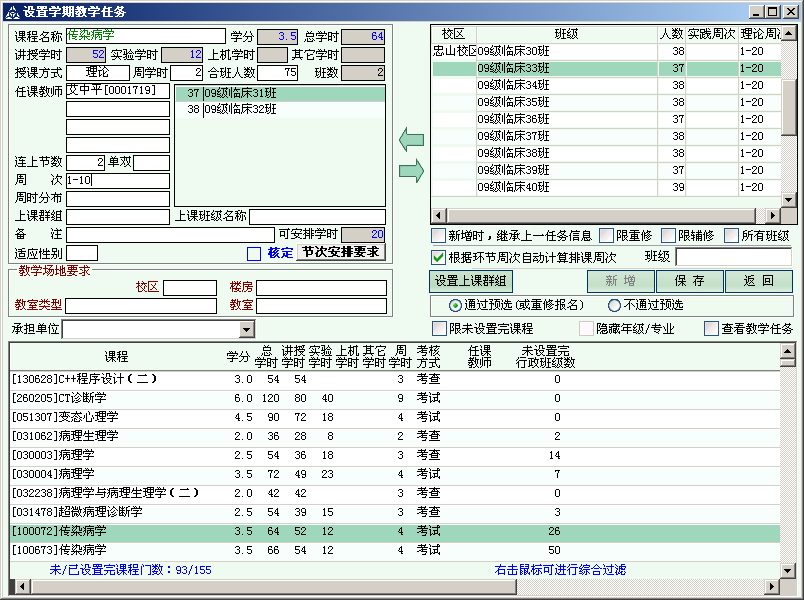 设置学期教学任务
课程名称 传染病学 学分 3.5 总学时 64
讲授学时 52 实验学时 12 上机学时 其它学时
授课方式 理论 周学时 2 合班人数 75 班数 2
任课教师 艾中平[0001719]
37 09级临床31班
38 09级临床32班
连上节数 2 单双
周 次 1-10
周时分布
上课群组 上课班级名称
备 注 可安排学时 20
适应性别 核定 节次安排要求
教学场地要求
校区 楼房
教室类型 教室
承担单位
校区 班级 人数 实践周次 理论周
忠山校区 09级临床30班 38 1-20
09级临床33班 37 1-20
09级临床34班 38 1-20
09级临床35班 38 1-20
09级临床36班 37 1-20
09级临床37班 38 1-20
09级临床38班 38 1-20
09级临床39班 37 1-20
09级临床40班 39 1-20
新增时，继承上一任务信息 限重修 限辅修 所有班级
根据环节周次自动计算排课周次 班级
设置上课群组 新 增 保 存 返 回
通过预选(或重修报名) 不通过预选
限未设置完课程 隐藏年级/专业 查看教学任务
课程 学分 总学时 讲授学时 实验学时 上机学时 其它学时 周学时 考核方式 任课教师 未设置完行政班级数
[130628]C++程序设计(二) 3.0 54 54 3 考查 0
[260205]CT诊断学 6.0 120 80 40 9 考试 0
[051307]变态心理学 4.5 90 72 18 4 考试 0
[031062]病理生理学 2.0 36 28 8 2 考查 2
[030003]病理学 2.5 54 36 18 3 考查 14
[030004]病理学 3.5 72 49 23 4 考试 7
[032238]病理学与病理生理学(二) 2.0 42 42 3 考查 0
[031478]超微病理诊断学 2.5 54 39 15 3 考查 3
[100072]传染病学 3.5 64 52 12 4 考试 26
[100673]传染病学 3.5 66 54 12 4 考试 50
未/已设置完课程门数：93/155 右击鼠标可进行综合过滤